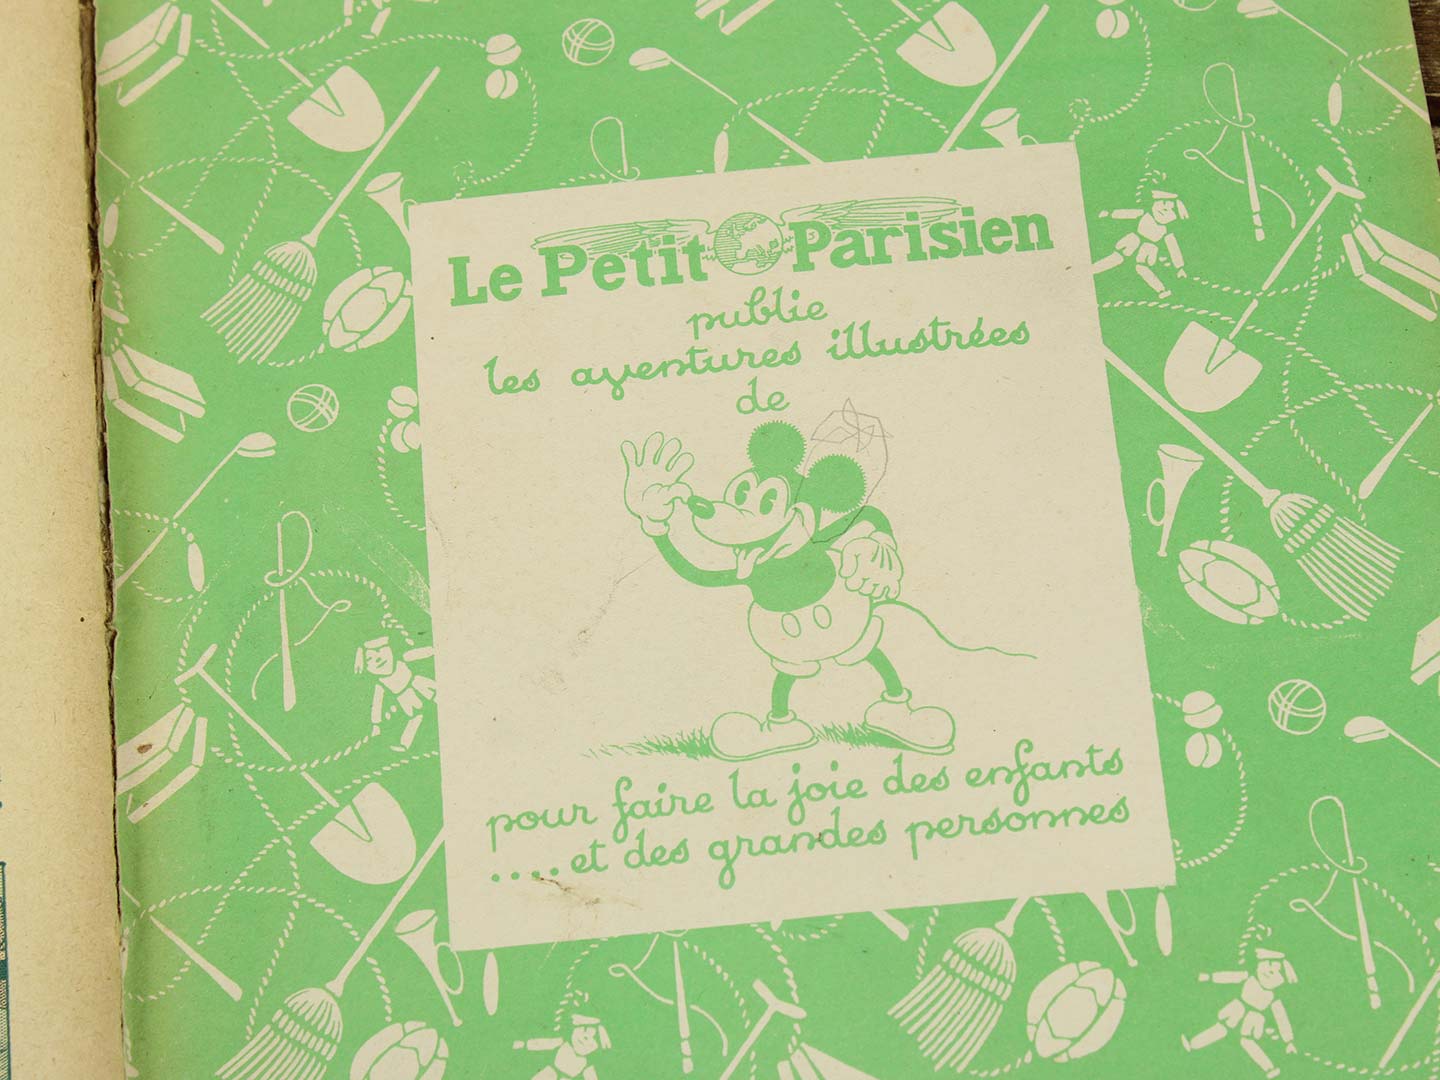 Le Petit Parisien
publie
les aventures illustrées
de
pour faire la joie des enfants
....et des grandes personnes